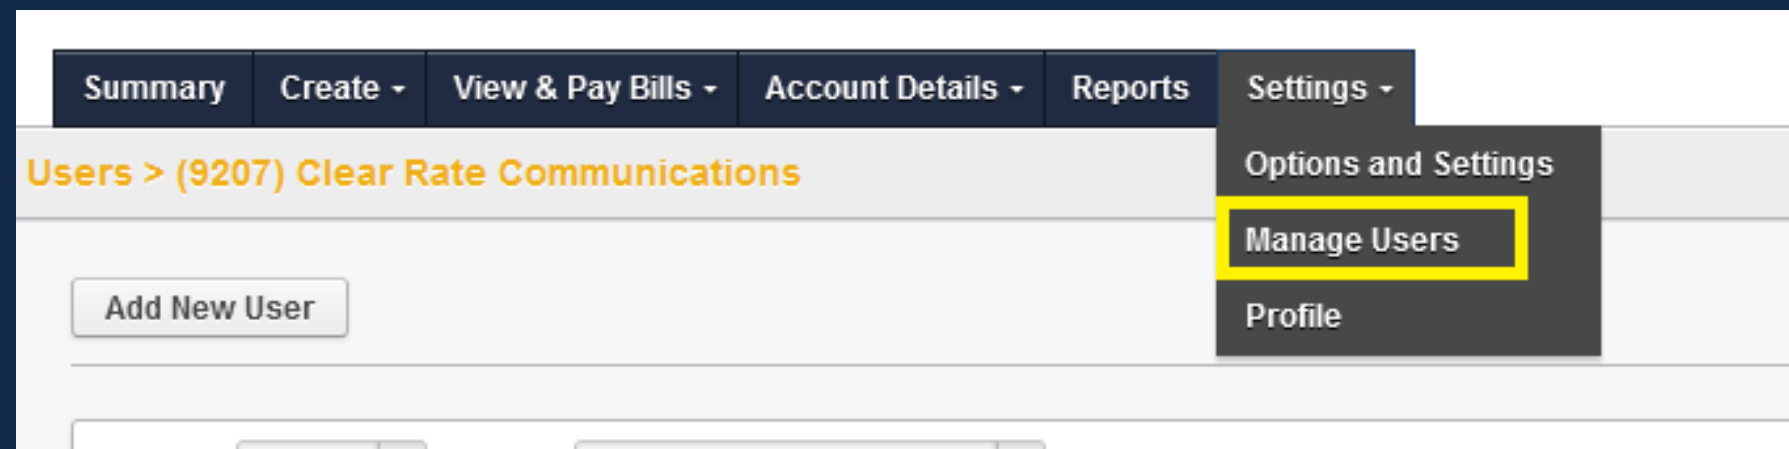 Summary Create View & Pay Bills Account Details Reports Settings
Users > (9207) Clear Rate Communications
Options and Settings
Manage Users
Profile
Add New User